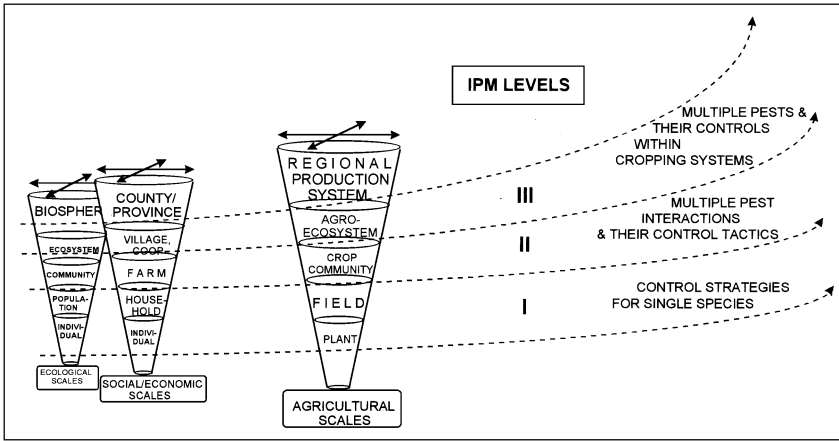 IPM LEVELS
MULTIPLE PESTS &
THEIR CONTROLS
WITHIN
CROPPING SYSTEMS
III
MULTIPLE PEST
INTERACTIONS
& THEIR CONTROL TACTICS
II
CONTROL STRATEGIES
FOR SINGLE SPECIES
I
BIOSPHER
ECOSYSTEM
COMMUNITY
POPULA-
TION
INDIVI-
DUAL
ECOLOGICAL
SCALES
COUNTY/
PROVINCE
VILLAGE,
COOP
FARM
HOUSE-
HOLD
INDIVI-
DUAL
SOCIAL/ECONOMIC
SCALES
REGIONAL
PRODUCTION
SYSTEM
AGRO-
ECOSYSTEM
CROP
COMMUNITY
FIELD
PLANT
AGRICULTURAL
SCALES